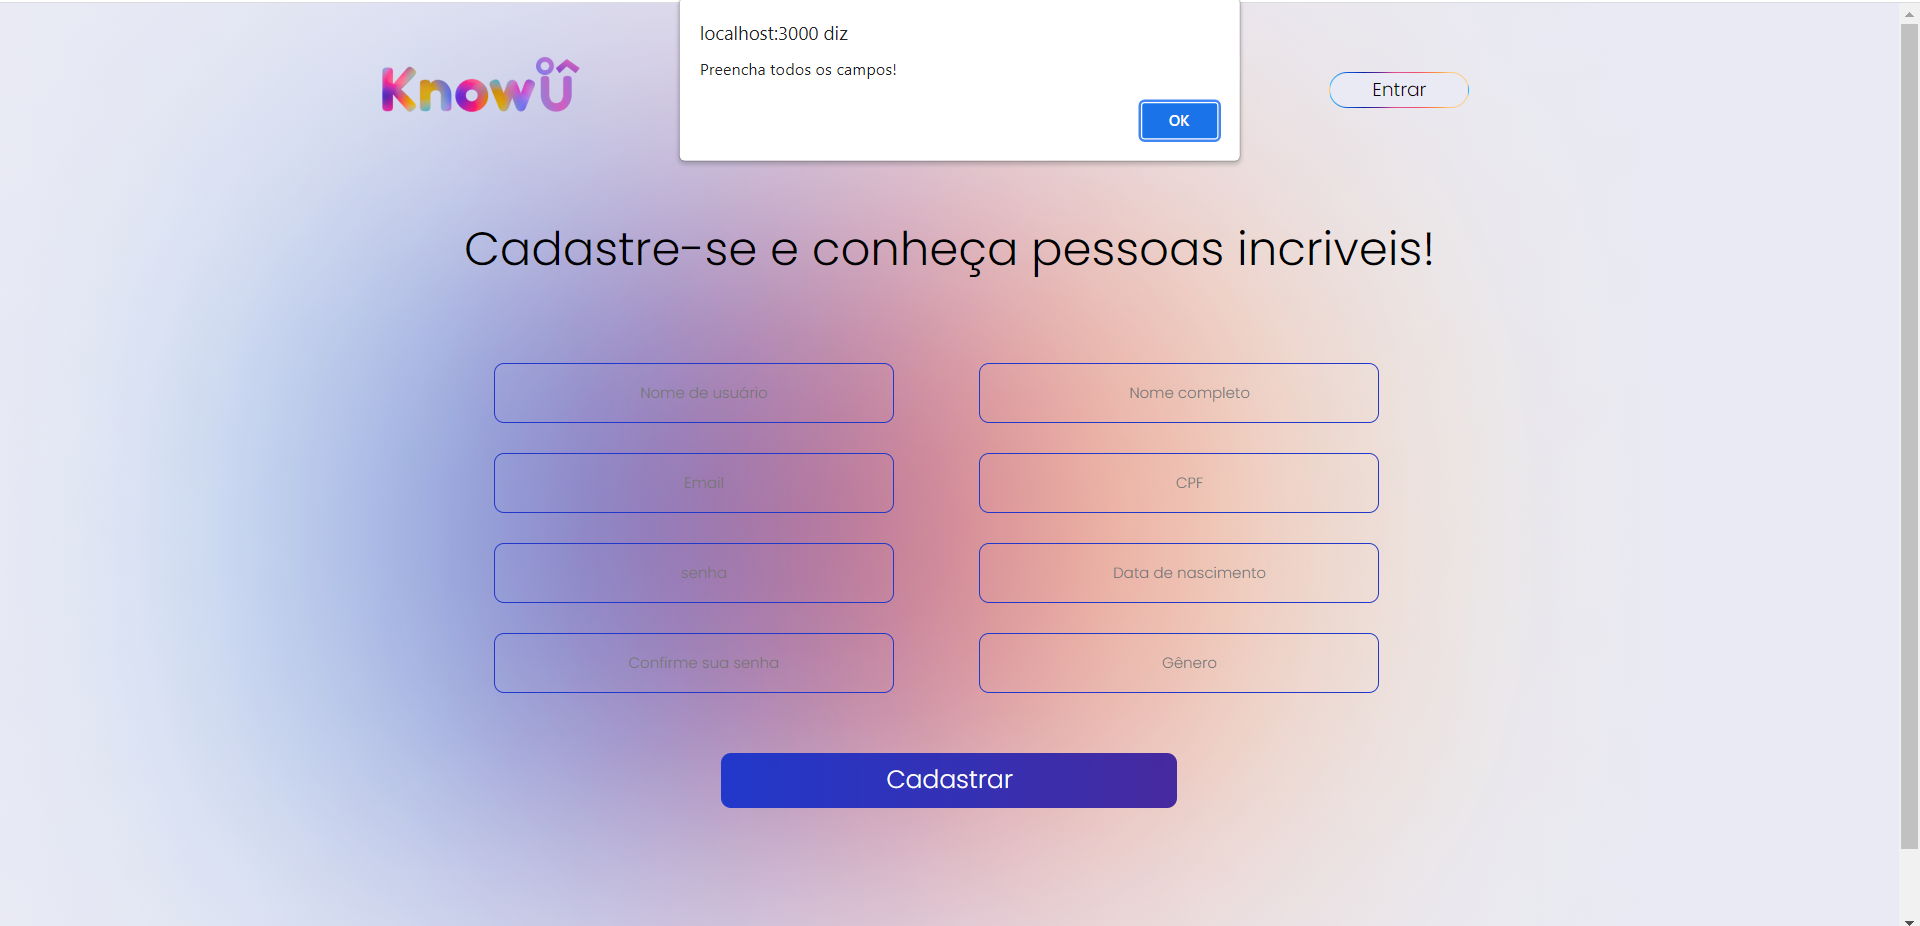 localhost:3000 diz
Preencha todos os campos!
OK
Knowů̂
Entrar
Cadastre-se e conheça pessoas incriveis!
Nome de usuário
Nome completo
Email
CPF
senha
Data de nascimento
Confirme sua senha
Gênero
Cadastrar